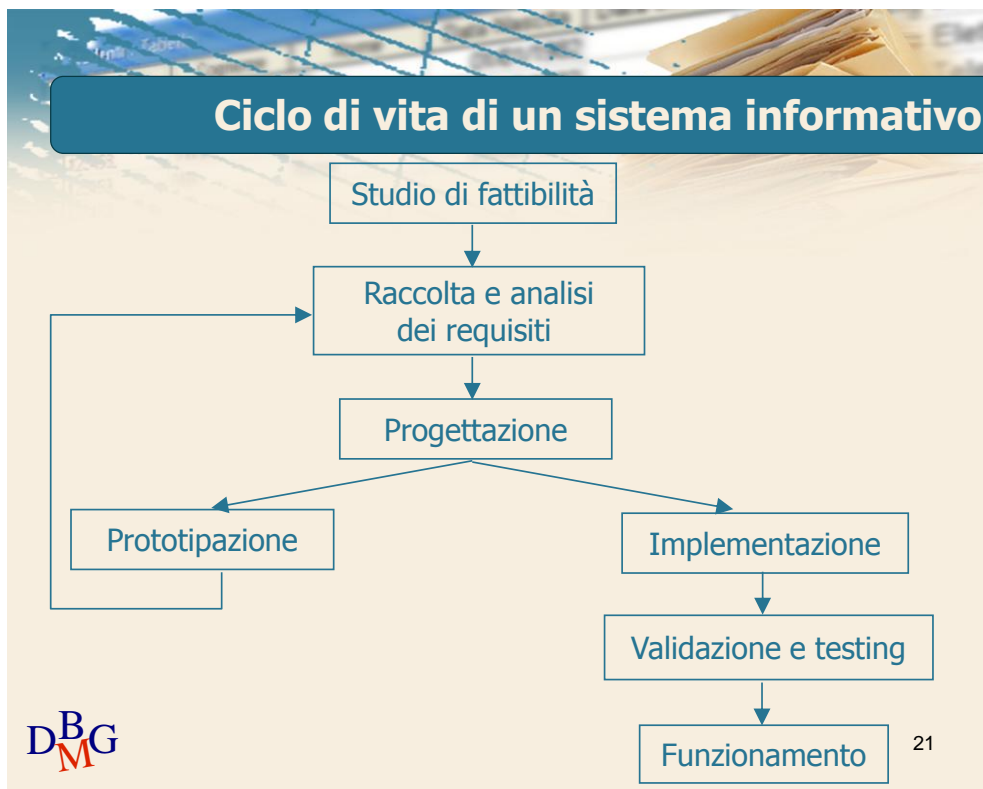 Ciclo di vita di un sistema informativo
Studio di fattibilità
Raccolta e analisi
dei requisiti
Progettazione
Prototipazione
Implementazione
Validazione e testing
Funzionamento
DBMG
21